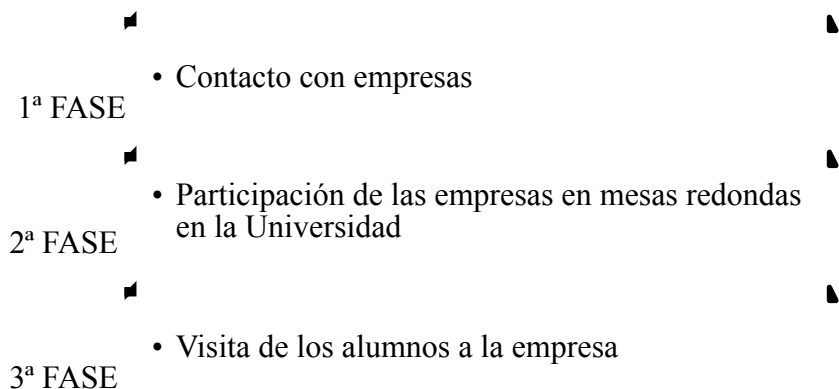 • Contacto con empresas
1ª FASE
• Participación de las empresas en mesas redondas
en la Universidad
2ª FASE
• Visita de los alumnos a la empresa
3ª FASE